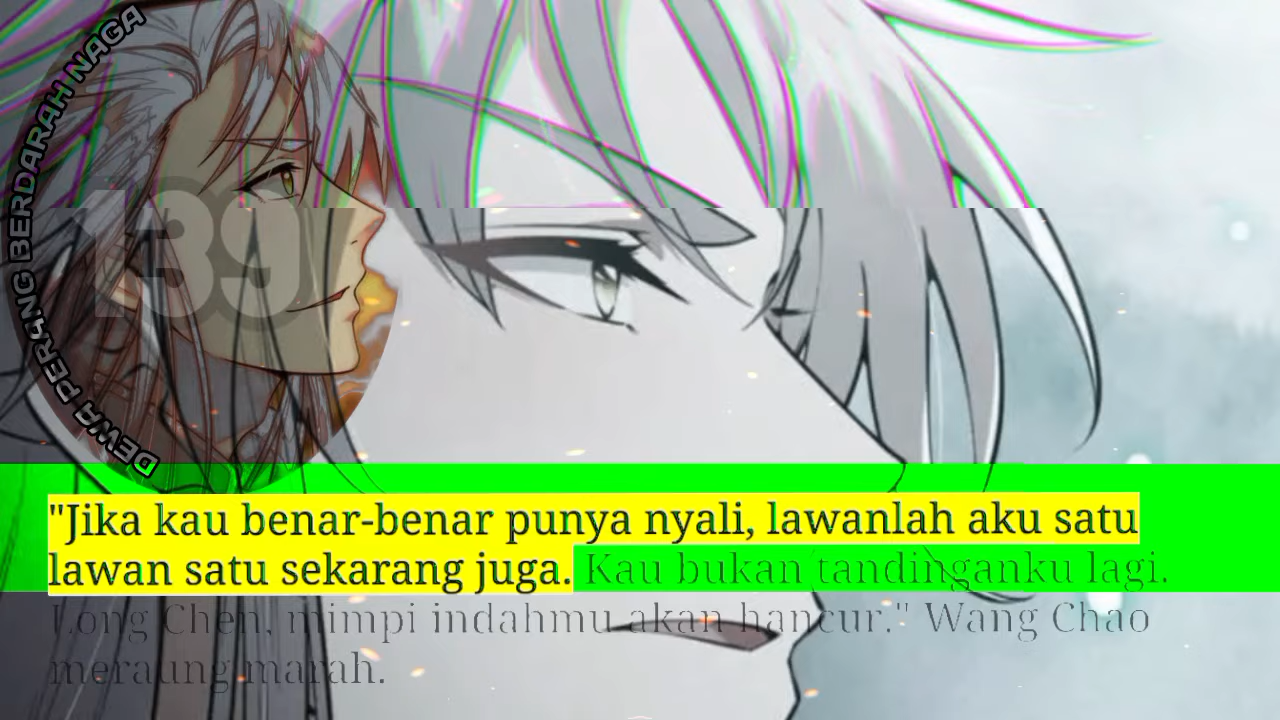 DEWA PERANG BERDARAH NAGA
139
"Jika kau benar-benar punya nyali, lawanlah aku satu
lawan satu sekarang juga. Kau bukan tandinganku lagi.
Long Chen, mimpi indahmu akan hancur." Wang Chao
meraung marah.